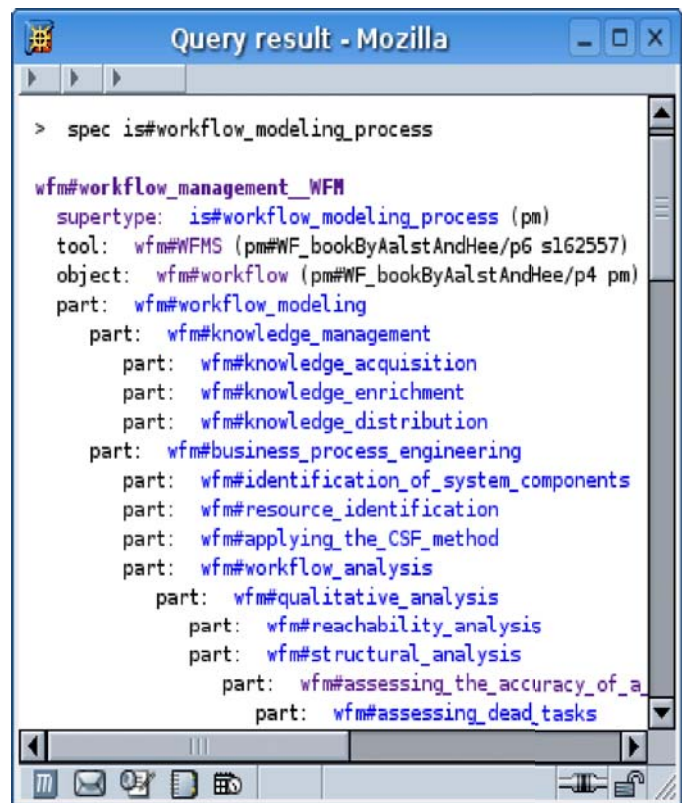 Query result - Mozilla
> spec is#workflow_modeling_process
wfm#workflow_management__WFM
supertype: is#workflow_modeling_process (pm)
tool: wfm#WFMS (pm#WF_bookByAalstAndHee/p6 s162557)
object: wfm#workflow (pm#WF_bookByAalstAndHee/p4 pm)
part: wfm#workflow_modeling
part: wfm#knowledge_management
part: wfm#knowledge_acquisition
part: wfm#knowledge_enrichment
part: wfm#knowledge_distribution
part: wfm#business_process_engineering
part: wfm#identification_of_system_components
part: wfm#resource_identification
part: wfm#applying_the_CSF_method
part: wfm#workflow_analysis
part: wfm#qualitative_analysis
part: wfm#reachability_analysis
part: wfm#structural_analysis
part: wfm#assessing_the_accuracy_of_a_
part: wfm#assessing_dead_tasks